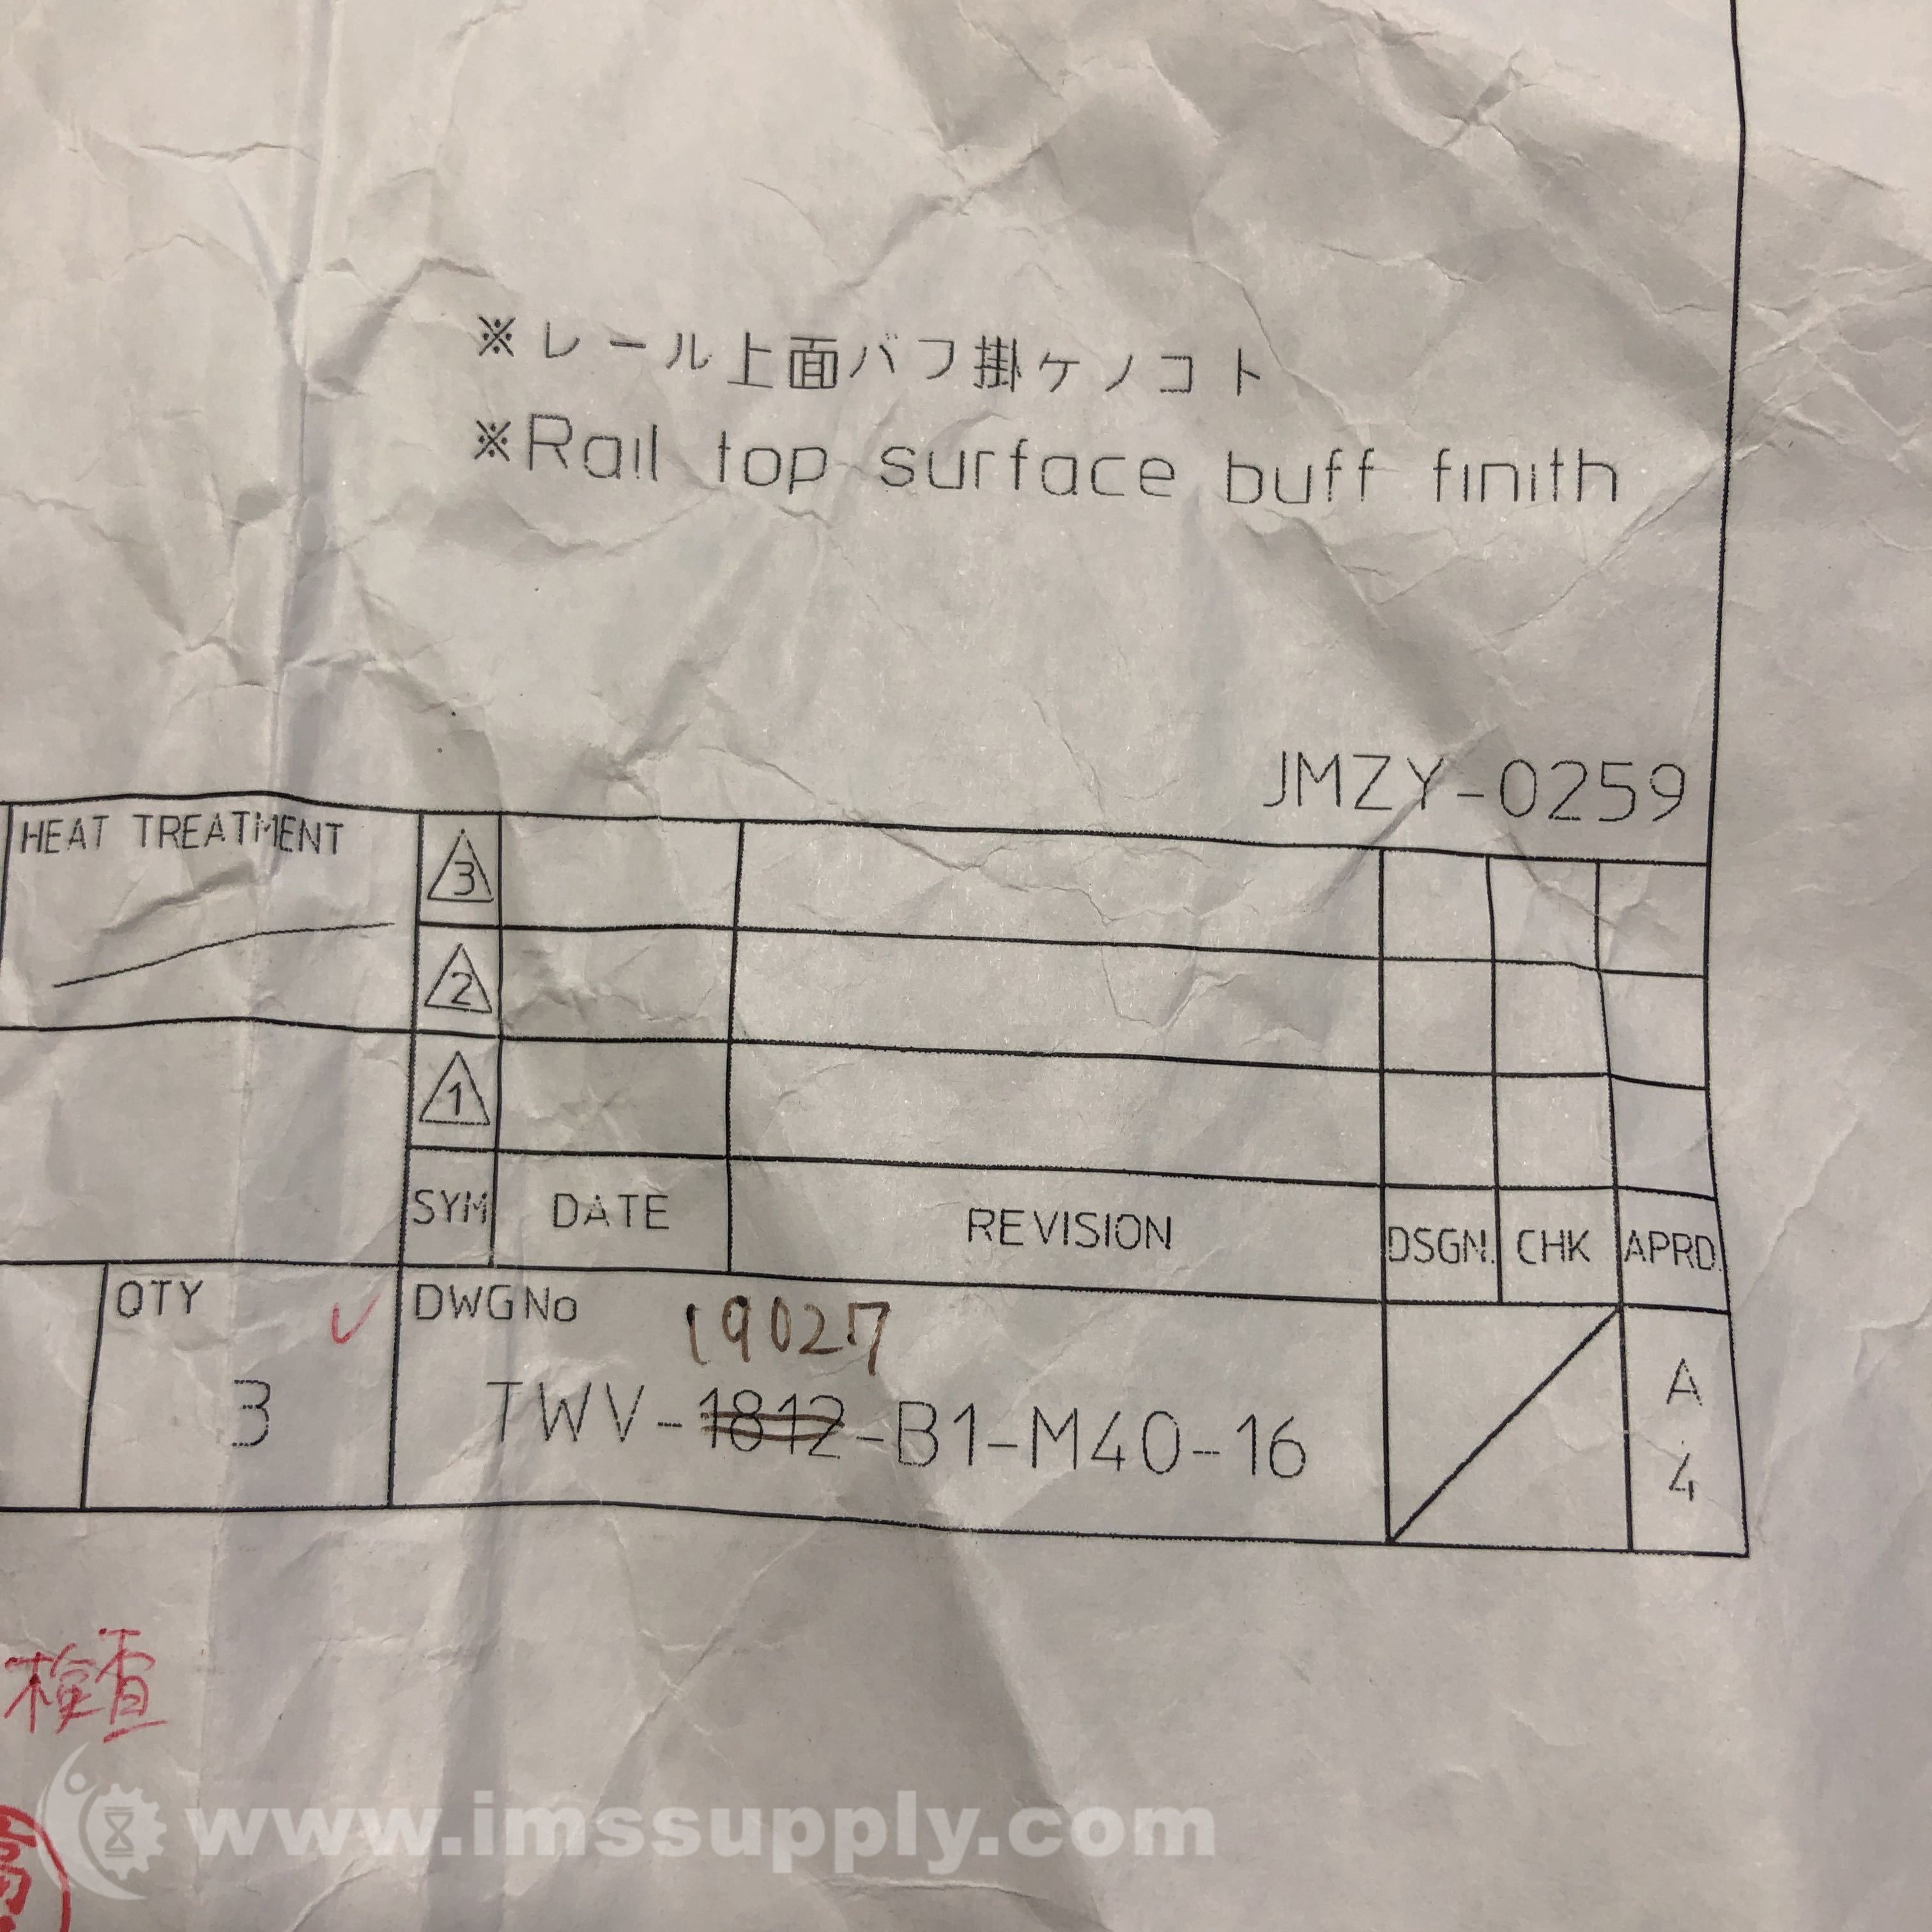 ※レール上面バフ掛ケノコト
※Rail top surface buff finith
JMZY-0259
HEAT TREATMENT
3
2
1
SYM DATE REVISION DSGN. CHK APRD.
QTY
3
DWGNo
19027
TWV-1812-B1-M40-16
A
4
検査
www.imssupply.com